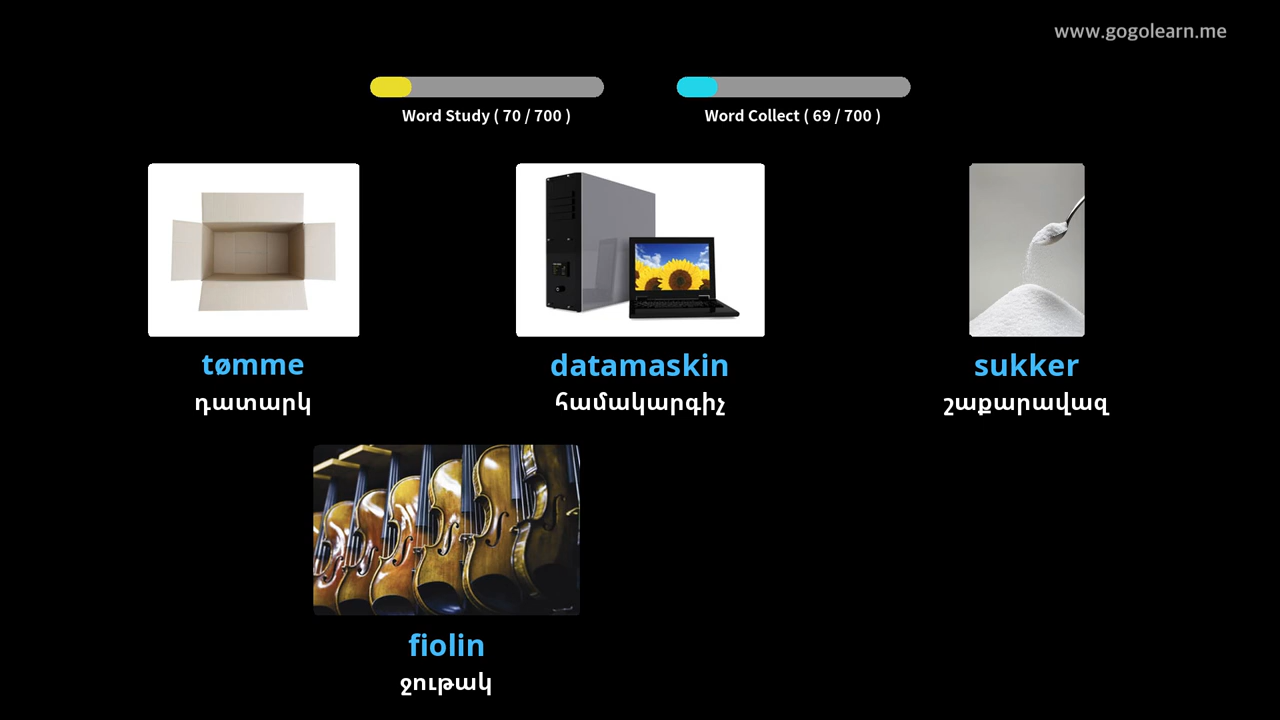 www.gogolearn.me
Word Study ( 70 / 700 )
Word Collect ( 69 / 700 )
tømme
դատարկ
datamaskin
համակարգիչ
sukker
շաքարավազ
fiolin
ջութակ